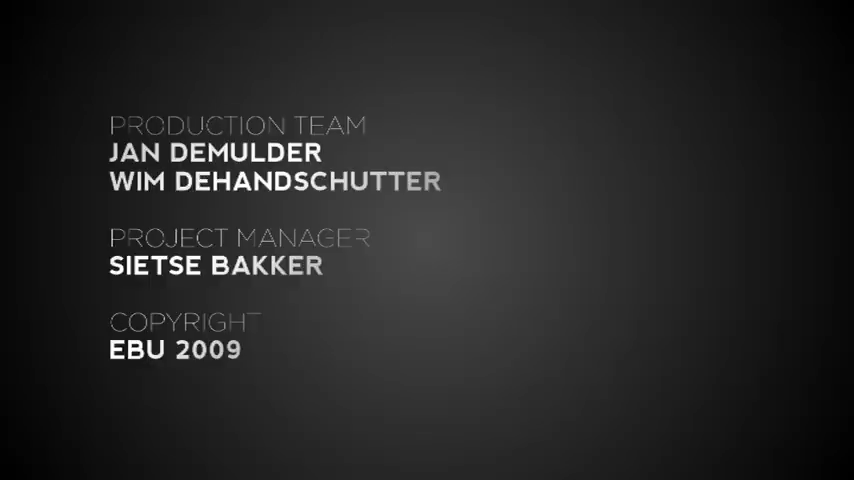 PRODUCTION TEAM
JAN DEMULDER
WIM DEHANDSCHUTTER
PROJECT MANAGER
SIETSE BAKKER
COPYRIGHT
EBU 2009